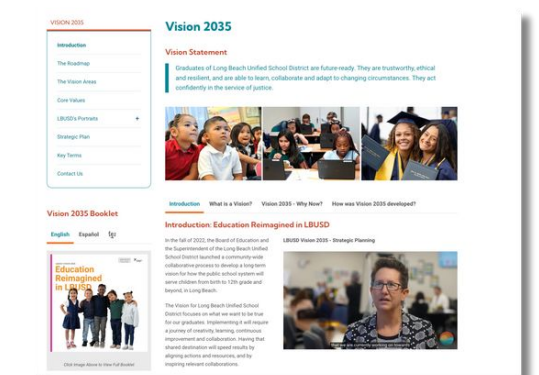 VISION 2035
Introduction
The Roadmap
The Vision Areas
Core Values
LBUSD's Portraits +
Strategic Plan
Key Terms
Contact Us
Vision 2035 Booklet
English Español ខ្មែរ
Education
Reimagined
in LBUSD
Click Image Above to View Full Booklet
Vision 2035
Vision Statement
Graduates of Long Beach Unified School District are future-ready. They are trustworthy, ethical
and resilient, and are able to learn, collaborate and adapt to changing circumstances. They act
confidently in the service of justice.
Introduction What is a Vision? Vision 2035 - Why Now? How was Vision 2035 developed?
Introduction: Education Reimagined in LBUSD
In the fall of 2022, the Board of Education and
the Superintendent of the Long Beach Unified
School District launched a community-wide
collaborative process to develop a long-term
vision for how the public school system will
serve children from birth to 12th grade and
beyond, in Long Beach.
The Vision for Long Beach Unified School
District focuses on what we want to be true
for our graduates. Implementing it will require
a journey of creativity, learning, continuous
improvement and collaboration. Having that
shared destination will speed results by
aligning actions and resources, and by
inspiring relevant collaborations.
LBUSD Vision 2035 - Strategic Planning
that we are currently working on